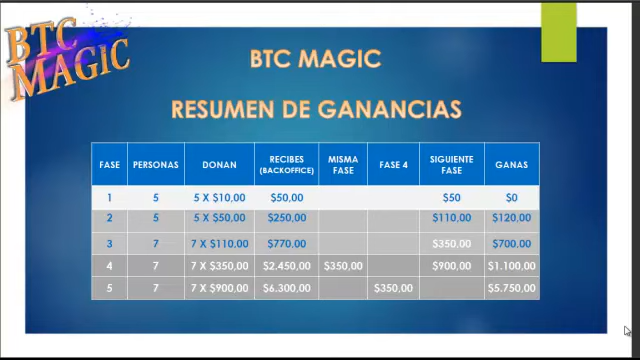 BTC
MAGIC
BTC MAGIC
RESUMEN DE GANANCIAS
FASE PERSONAS DONAN RECIBES (BACKOFFICE) MISMA FASE FASE 4 SIGUIENTE FASE GANAS
1 5 5 X $10,00 $50,00 $50 $0
2 5 5 X $50,00 $250,00 $110,00 $120,00
3 7 7 X $110,00 $770,00 $350,00 $700,00
4 7 7 X $350,00 $2.450,00 $350,00 $900,00 $1.100,00
5 7 7 X $900,00 $6.300,00 $350,00 $5.750,00